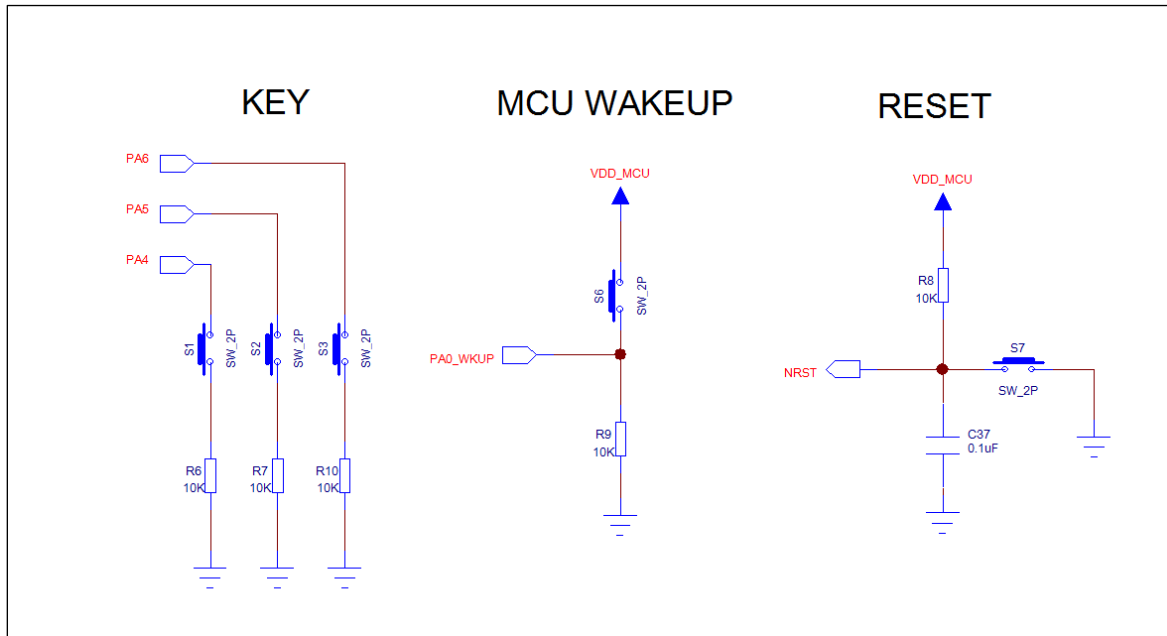 KEY
PA6
PA5
PA4
S1
SW_2P
S2
SW_2P
S3
SW_2P
R6
10K
R7
10K
R10
10K
MCU WAKEUP
VDD_MCU
S6
SW_2P
PA0_WKUP
R9
10K
RESET
VDD_MCU
R8
10K
S7
SW_2P
NRST
C37
0.1uF